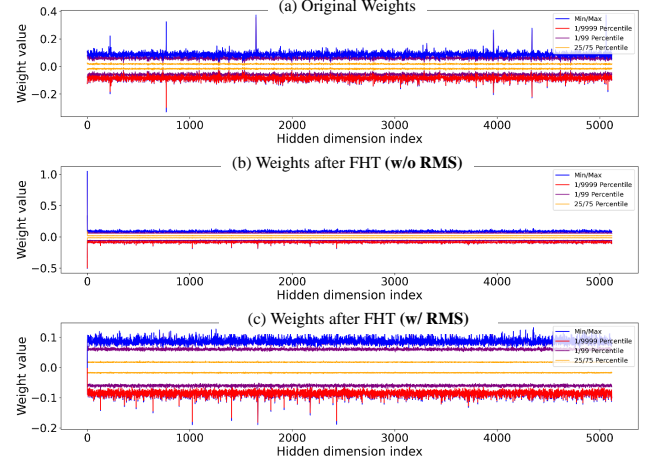 (a) Original Weights
Weight value
0.4
0.2
0.0
−0.2
Min/Max
1/9999 Percentile
1/99 Percentile
25/75 Percentile
0 1000 2000 3000 4000 5000
Hidden dimension index
(b) Weights after FHT (w/o RMS)
Weight value
1.0
0.5
0.0
−0.5
Min/Max
1/9999 Percentile
1/99 Percentile
25/75 Percentile
0 1000 2000 3000 4000 5000
Hidden dimension index
(c) Weights after FHT (w/ RMS)
Weight value
0.1
0.0
−0.1
−0.2
Min/Max
1/9999 Percentile
1/99 Percentile
25/75 Percentile
0 1000 2000 3000 4000 5000
Hidden dimension index